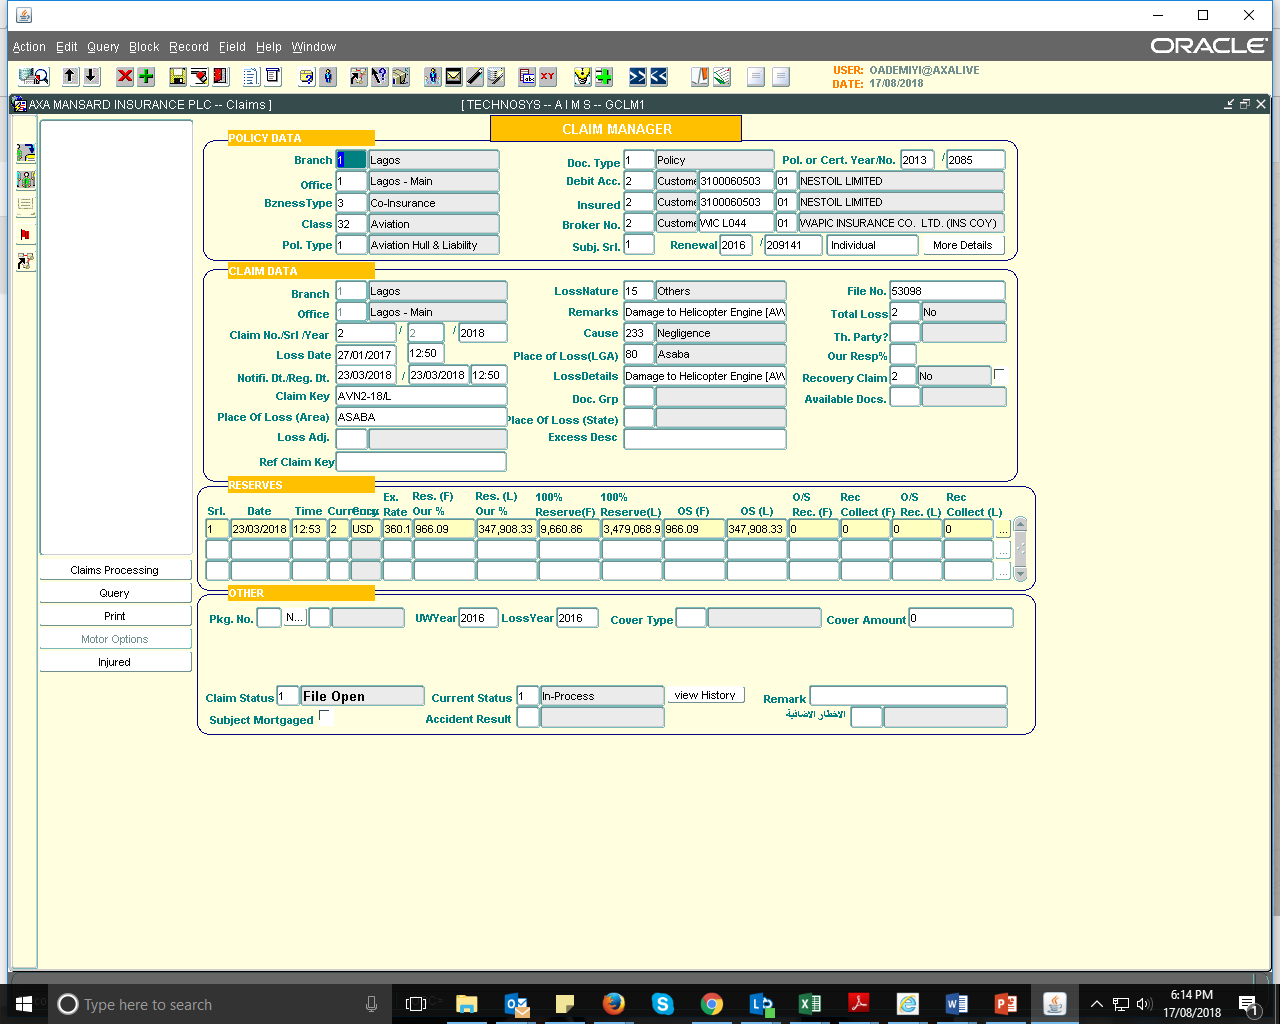 Action Edit Query Block Record Field Help Window
ORACLE
USER: OADEMIYI@AXALIVE
DATE: 17/08/2018
AXA MANSARD INSURANCE PLC -- Claims ] [ TECHNOSYS -- A I M S -- GCLM1
CLAIM MANAGER
POLICY DATA
Branch 1 Lagos Doc. Type 1 Policy Pol. or Cert. Year/No. 2013 / 2085
Office 1 Lagos - Main Debit Acc. 2 Custome 3100060503 01 NESTOIL LIMITED
BznessType 3 Co-Insurance Insured 2 Custome 3100060503 01 NESTOIL LIMITED
Class 32 Aviation Broker No. 2 Custome WIC L044 01 WAPIC INSURANCE CO. LTD. (INS COY)
Pol. Type 1 Aviation Hull & Liability Subj. Srl. 1 Renewal 2016 / 209141 Individual More Details
CLAIM DATA
Branch 1 Lagos LossNature 15 Others File No. 53098
Office 1 Lagos - Main Remarks Damage to Helicopter Engine [AW Total Loss 2 No
Claim No./Srl /Year 2 / 2 / 2018 Cause 233 Negligence Th. Party?
Loss Date 27/01/2017 12:50 Place of Loss(LGA) 80 Asaba Our Resp%
Notifi. Dt./Reg. Dt. 23/03/2018 / 23/03/2018 12:50 LossDetails Damage to Helicopter Engine [AW Recovery Claim 2 No
Claim Key AVN2-18/L Doc. Grp Available Docs.
Place Of Loss (Area) ASABA Place Of Loss (State)
Loss Adj. Excess Desc
Ref Claim Key
RESERVES
Srl. Date Time Currency Ex. Rate Res. (F) Our % Res. (L) Our % 100% Reserve(F) 100% Reserve(L) OS (F) OS (L) O/S Rec. (F) Rec Collect (F) O/S Rec. (L) Rec Collect (L)
1 23/03/2018 12:53 2 USD 360.1 966.09 347,908.33 9,660.86 3,479,068.9 966.09 347,908.33 0 0 0 0 ...
...
...
Claims Processing
Query
Print
Motor Options
Injured
OTHER
Pkg. No. N... UWYear 2016 LossYear 2016 Cover Type Cover Amount 0
Claim Status 1 File Open Current Status 1 In-Process view History Remark
Subject Mortgaged Accident Result الاخطار الاضافية
Type here to search
6:14 PM
17/08/2018
1